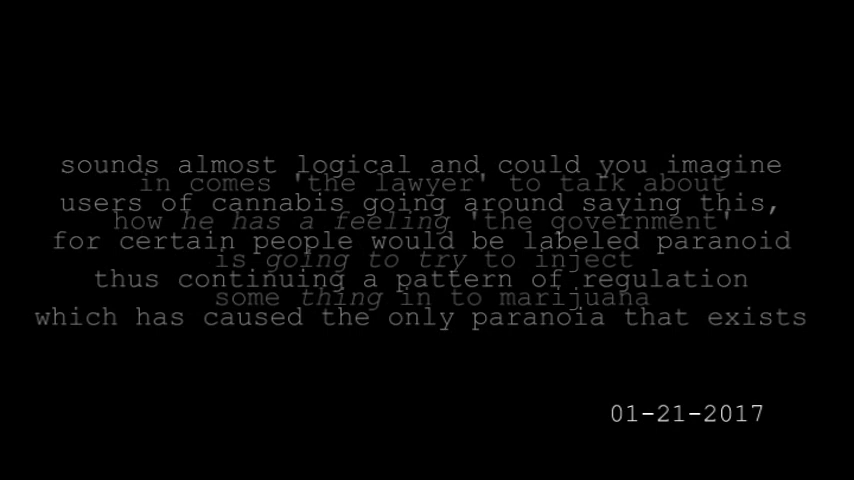 sounds almost logical and could you imagine
in comes 'the lawyer' to talk about
users of cannabis going around saying this,
how he has a feeling 'the government'
for certain people would be labeled paranoid
is going to try to inject
thus continuing a pattern of regulation
some thing in to marijuana
which has caused the only paranoia that exists
01-21-2017